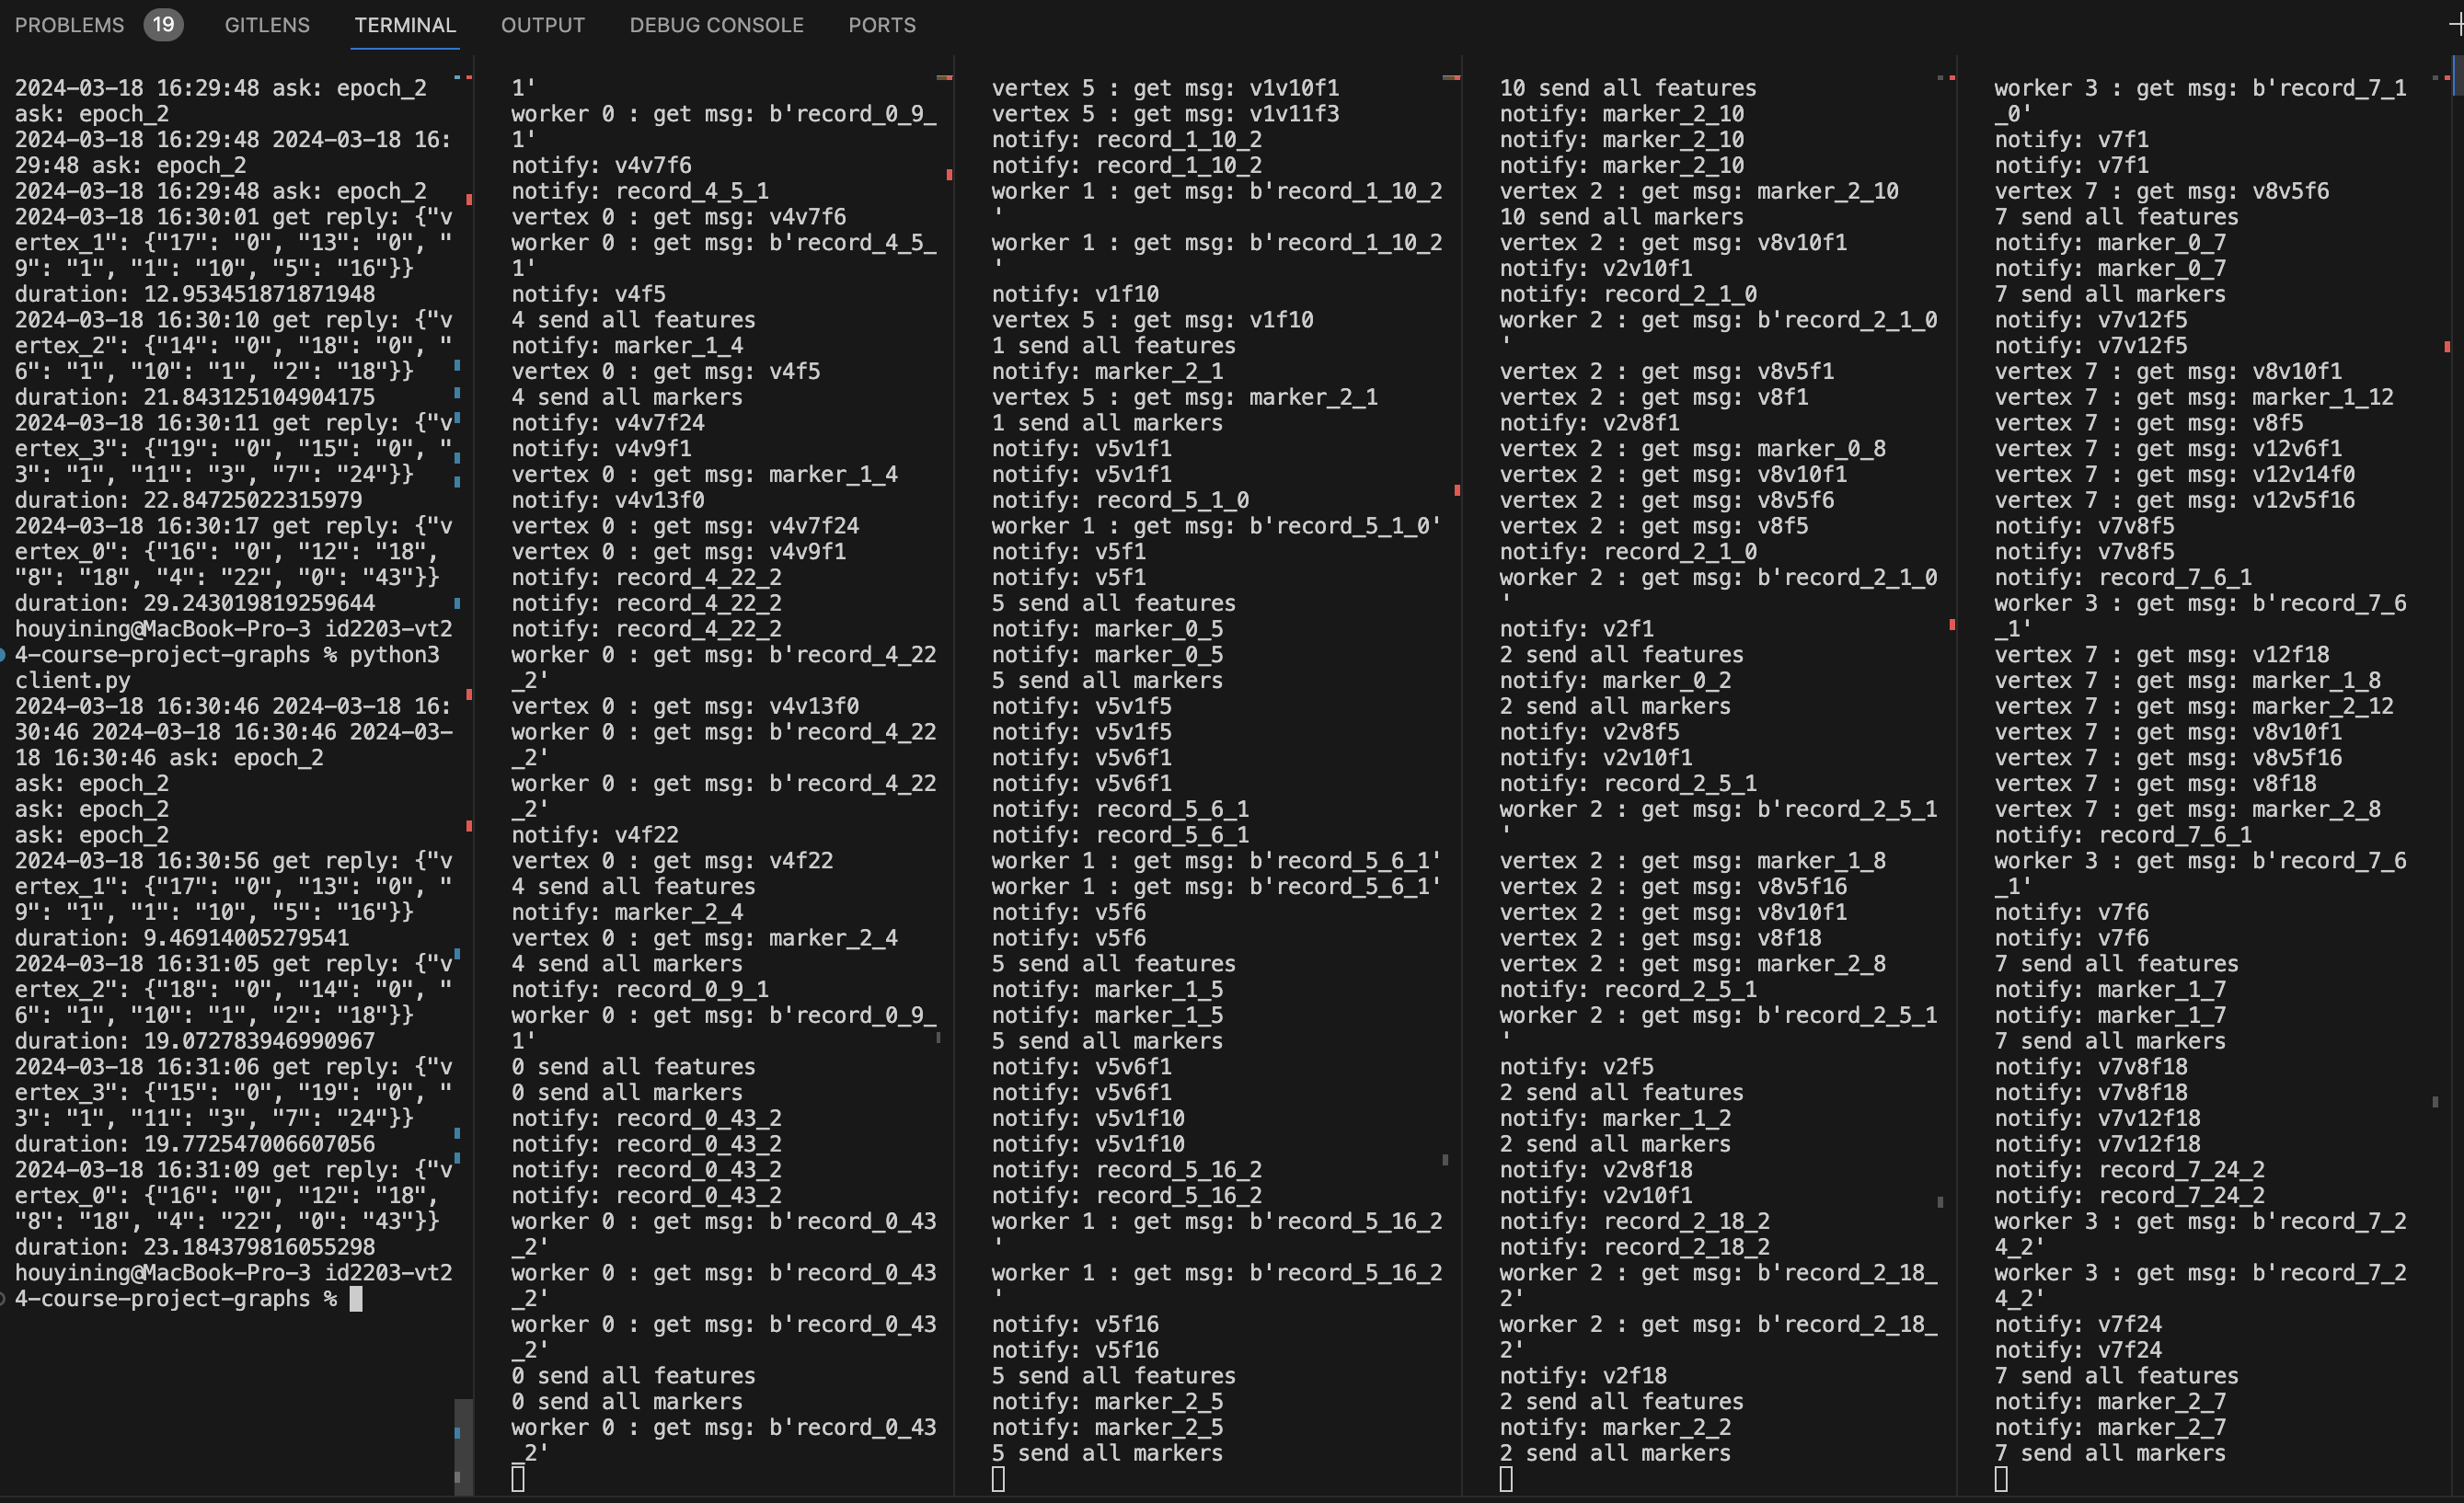 PROBLEMS 19 GITLENS TERMINAL OUTPUT DEBUG CONSOLE PORTS
2024-03-18 16:29:48 ask: epoch_2
ask: epoch_2
2024-03-18 16:29:48 2024-03-18 16:
29:48 ask: epoch_2
2024-03-18 16:29:48 ask: epoch_2
2024-03-18 16:30:01 get reply: {"v
ertex_1": {"17": "0", "13": "0", "
9": "1", "1": "10", "5": "16"}}
duration: 12.953451871871948
2024-03-18 16:30:10 get reply: {"v
ertex_2": {"14": "0", "18": "0", "
6": "1", "10": "1", "2": "18"}}
duration: 21.843125104904175
2024-03-18 16:30:11 get reply: {"v
ertex_3": {"19": "0", "15": "0", "
3": "1", "11": "3", "7": "24"}}
duration: 22.84725022315979
2024-03-18 16:30:17 get reply: {"v
ertex_0": {"16": "0", "12": "18",
"8": "18", "4": "22", "0": "43"}}
duration: 29.243019819259644
houyining@MacBook-Pro-3 id2203-vt2
4-course-project-graphs % python3
client.py
2024-03-18 16:30:46 2024-03-18 16:
30:46 2024-03-18 16:30:46 2024-03-
18 16:30:46 ask: epoch_2
ask: epoch_2
ask: epoch_2
ask: epoch_2
2024-03-18 16:30:56 get reply: {"v
ertex_1": {"17": "0", "13": "0", "
9": "1", "1": "10", "5": "16"}}
duration: 9.46914005279541
2024-03-18 16:31:05 get reply: {"v
ertex_2": {"18": "0", "14": "0", "
6": "1", "10": "1", "2": "18"}}
duration: 19.072783946990967
2024-03-18 16:31:06 get reply: {"v
ertex_3": {"15": "0", "19": "0", "
3": "1", "11": "3", "7": "24"}}
duration: 19.772547006607056
2024-03-18 16:31:09 get reply: {"v
ertex_0": {"16": "0", "12": "18",
"8": "18", "4": "22", "0": "43"}}
duration: 23.184379816055298
houyining@MacBook-Pro-3 id2203-vt2
4-course-project-graphs %
1'
worker 0 : get msg: b'record_0_9_
1'
notify: v4v7f6
notify: record_4_5_1
vertex 0 : get msg: v4v7f6
worker 0 : get msg: b'record_4_5_
1'
notify: v4f5
4 send all features
notify: marker_1_4
vertex 0 : get msg: v4f5
4 send all markers
notify: v4v7f24
notify: v4v9f1
vertex 0 : get msg: marker_1_4
notify: v4v13f0
vertex 0 : get msg: v4v7f24
vertex 0 : get msg: v4v9f1
notify: record_4_22_2
notify: record_4_22_2
notify: record_4_22_2
worker 0 : get msg: b'record_4_22
_2'
vertex 0 : get msg: v4v13f0
worker 0 : get msg: b'record_4_22
_2'
worker 0 : get msg: b'record_4_22
_2'
notify: v4f22
vertex 0 : get msg: v4f22
4 send all features
notify: marker_2_4
vertex 0 : get msg: marker_2_4
4 send all markers
notify: record_0_9_1
worker 0 : get msg: b'record_0_9_
1'
0 send all features
0 send all markers
notify: record_0_43_2
notify: record_0_43_2
notify: record_0_43_2
notify: record_0_43_2
worker 0 : get msg: b'record_0_43
_2'
worker 0 : get msg: b'record_0_43
_2'
worker 0 : get msg: b'record_0_43
_2'
0 send all features
0 send all markers
worker 0 : get msg: b'record_0_43
_2'
vertex 5 : get msg: v1v10f1
vertex 5 : get msg: v1v11f3
notify: record_1_10_2
notify: record_1_10_2
worker 1 : get msg: b'record_1_10_2
'
worker 1 : get msg: b'record_1_10_2
'
notify: v1f10
vertex 5 : get msg: v1f10
1 send all features
notify: marker_2_1
vertex 5 : get msg: marker_2_1
1 send all markers
notify: v5v1f1
notify: v5v1f1
notify: record_5_1_0
worker 1 : get msg: b'record_5_1_0'
notify: v5f1
notify: v5f1
5 send all features
notify: marker_0_5
notify: marker_0_5
5 send all markers
notify: v5v1f5
notify: v5v1f5
notify: v5v6f1
notify: v5v6f1
notify: record_5_6_1
notify: record_5_6_1
worker 1 : get msg: b'record_5_6_1'
worker 1 : get msg: b'record_5_6_1'
notify: v5f6
notify: v5f6
5 send all features
notify: marker_1_5
notify: marker_1_5
5 send all markers
notify: v5v6f1
notify: v5v6f1
notify: v5v1f10
notify: v5v1f10
notify: record_5_16_2
notify: record_5_16_2
worker 1 : get msg: b'record_5_16_2
'
worker 1 : get msg: b'record_5_16_2
'
notify: v5f16
notify: v5f16
5 send all features
notify: marker_2_5
notify: marker_2_5
5 send all markers
10 send all features
notify: marker_2_10
notify: marker_2_10
notify: marker_2_10
vertex 2 : get msg: marker_2_10
10 send all markers
vertex 2 : get msg: v8v10f1
notify: v2v10f1
notify: record_2_1_0
worker 2 : get msg: b'record_2_1_0
'
vertex 2 : get msg: v8v5f1
vertex 2 : get msg: v8f1
notify: v2v8f1
vertex 2 : get msg: marker_0_8
vertex 2 : get msg: v8v10f1
vertex 2 : get msg: v8v5f6
vertex 2 : get msg: v8f5
notify: record_2_1_0
worker 2 : get msg: b'record_2_1_0
'
notify: v2f1
2 send all features
notify: marker_0_2
2 send all markers
notify: v2v8f5
notify: v2v10f1
notify: record_2_5_1
worker 2 : get msg: b'record_2_5_1
'
vertex 2 : get msg: marker_1_8
vertex 2 : get msg: v8v5f16
vertex 2 : get msg: v8v10f1
vertex 2 : get msg: v8f18
vertex 2 : get msg: marker_2_8
notify: record_2_5_1
worker 2 : get msg: b'record_2_5_1
'
notify: v2f5
2 send all features
notify: marker_1_2
2 send all markers
notify: v2v8f18
notify: v2v10f1
notify: record_2_18_2
notify: record_2_18_2
worker 2 : get msg: b'record_2_18_
2'
worker 2 : get msg: b'record_2_18_
2'
notify: v2f18
2 send all features
notify: marker_2_2
2 send all markers
worker 3 : get msg: b'record_7_1
_0'
notify: v7f1
notify: v7f1
vertex 7 : get msg: v8v5f6
7 send all features
notify: marker_0_7
notify: marker_0_7
7 send all markers
notify: v7v12f5
notify: v7v12f5
vertex 7 : get msg: v8v10f1
vertex 7 : get msg: marker_1_12
vertex 7 : get msg: v8f5
vertex 7 : get msg: v12v6f1
vertex 7 : get msg: v12v14f0
vertex 7 : get msg: v12v5f16
notify: v7v8f5
notify: v7v8f5
notify: record_7_6_1
worker 3 : get msg: b'record_7_6
_1'
vertex 7 : get msg: v12f18
vertex 7 : get msg: marker_1_8
vertex 7 : get msg: marker_2_12
vertex 7 : get msg: v8v10f1
vertex 7 : get msg: v8v5f16
vertex 7 : get msg: v8f18
vertex 7 : get msg: marker_2_8
notify: record_7_6_1
worker 3 : get msg: b'record_7_6
_1'
notify: v7f6
notify: v7f6
7 send all features
notify: marker_1_7
notify: marker_1_7
7 send all markers
notify: v7v8f18
notify: v7v8f18
notify: v7v12f18
notify: v7v12f18
notify: record_7_24_2
notify: record_7_24_2
worker 3 : get msg: b'record_7_2
4_2'
worker 3 : get msg: b'record_7_2
4_2'
notify: v7f24
notify: v7f24
7 send all features
notify: marker_2_7
notify: marker_2_7
7 send all markers